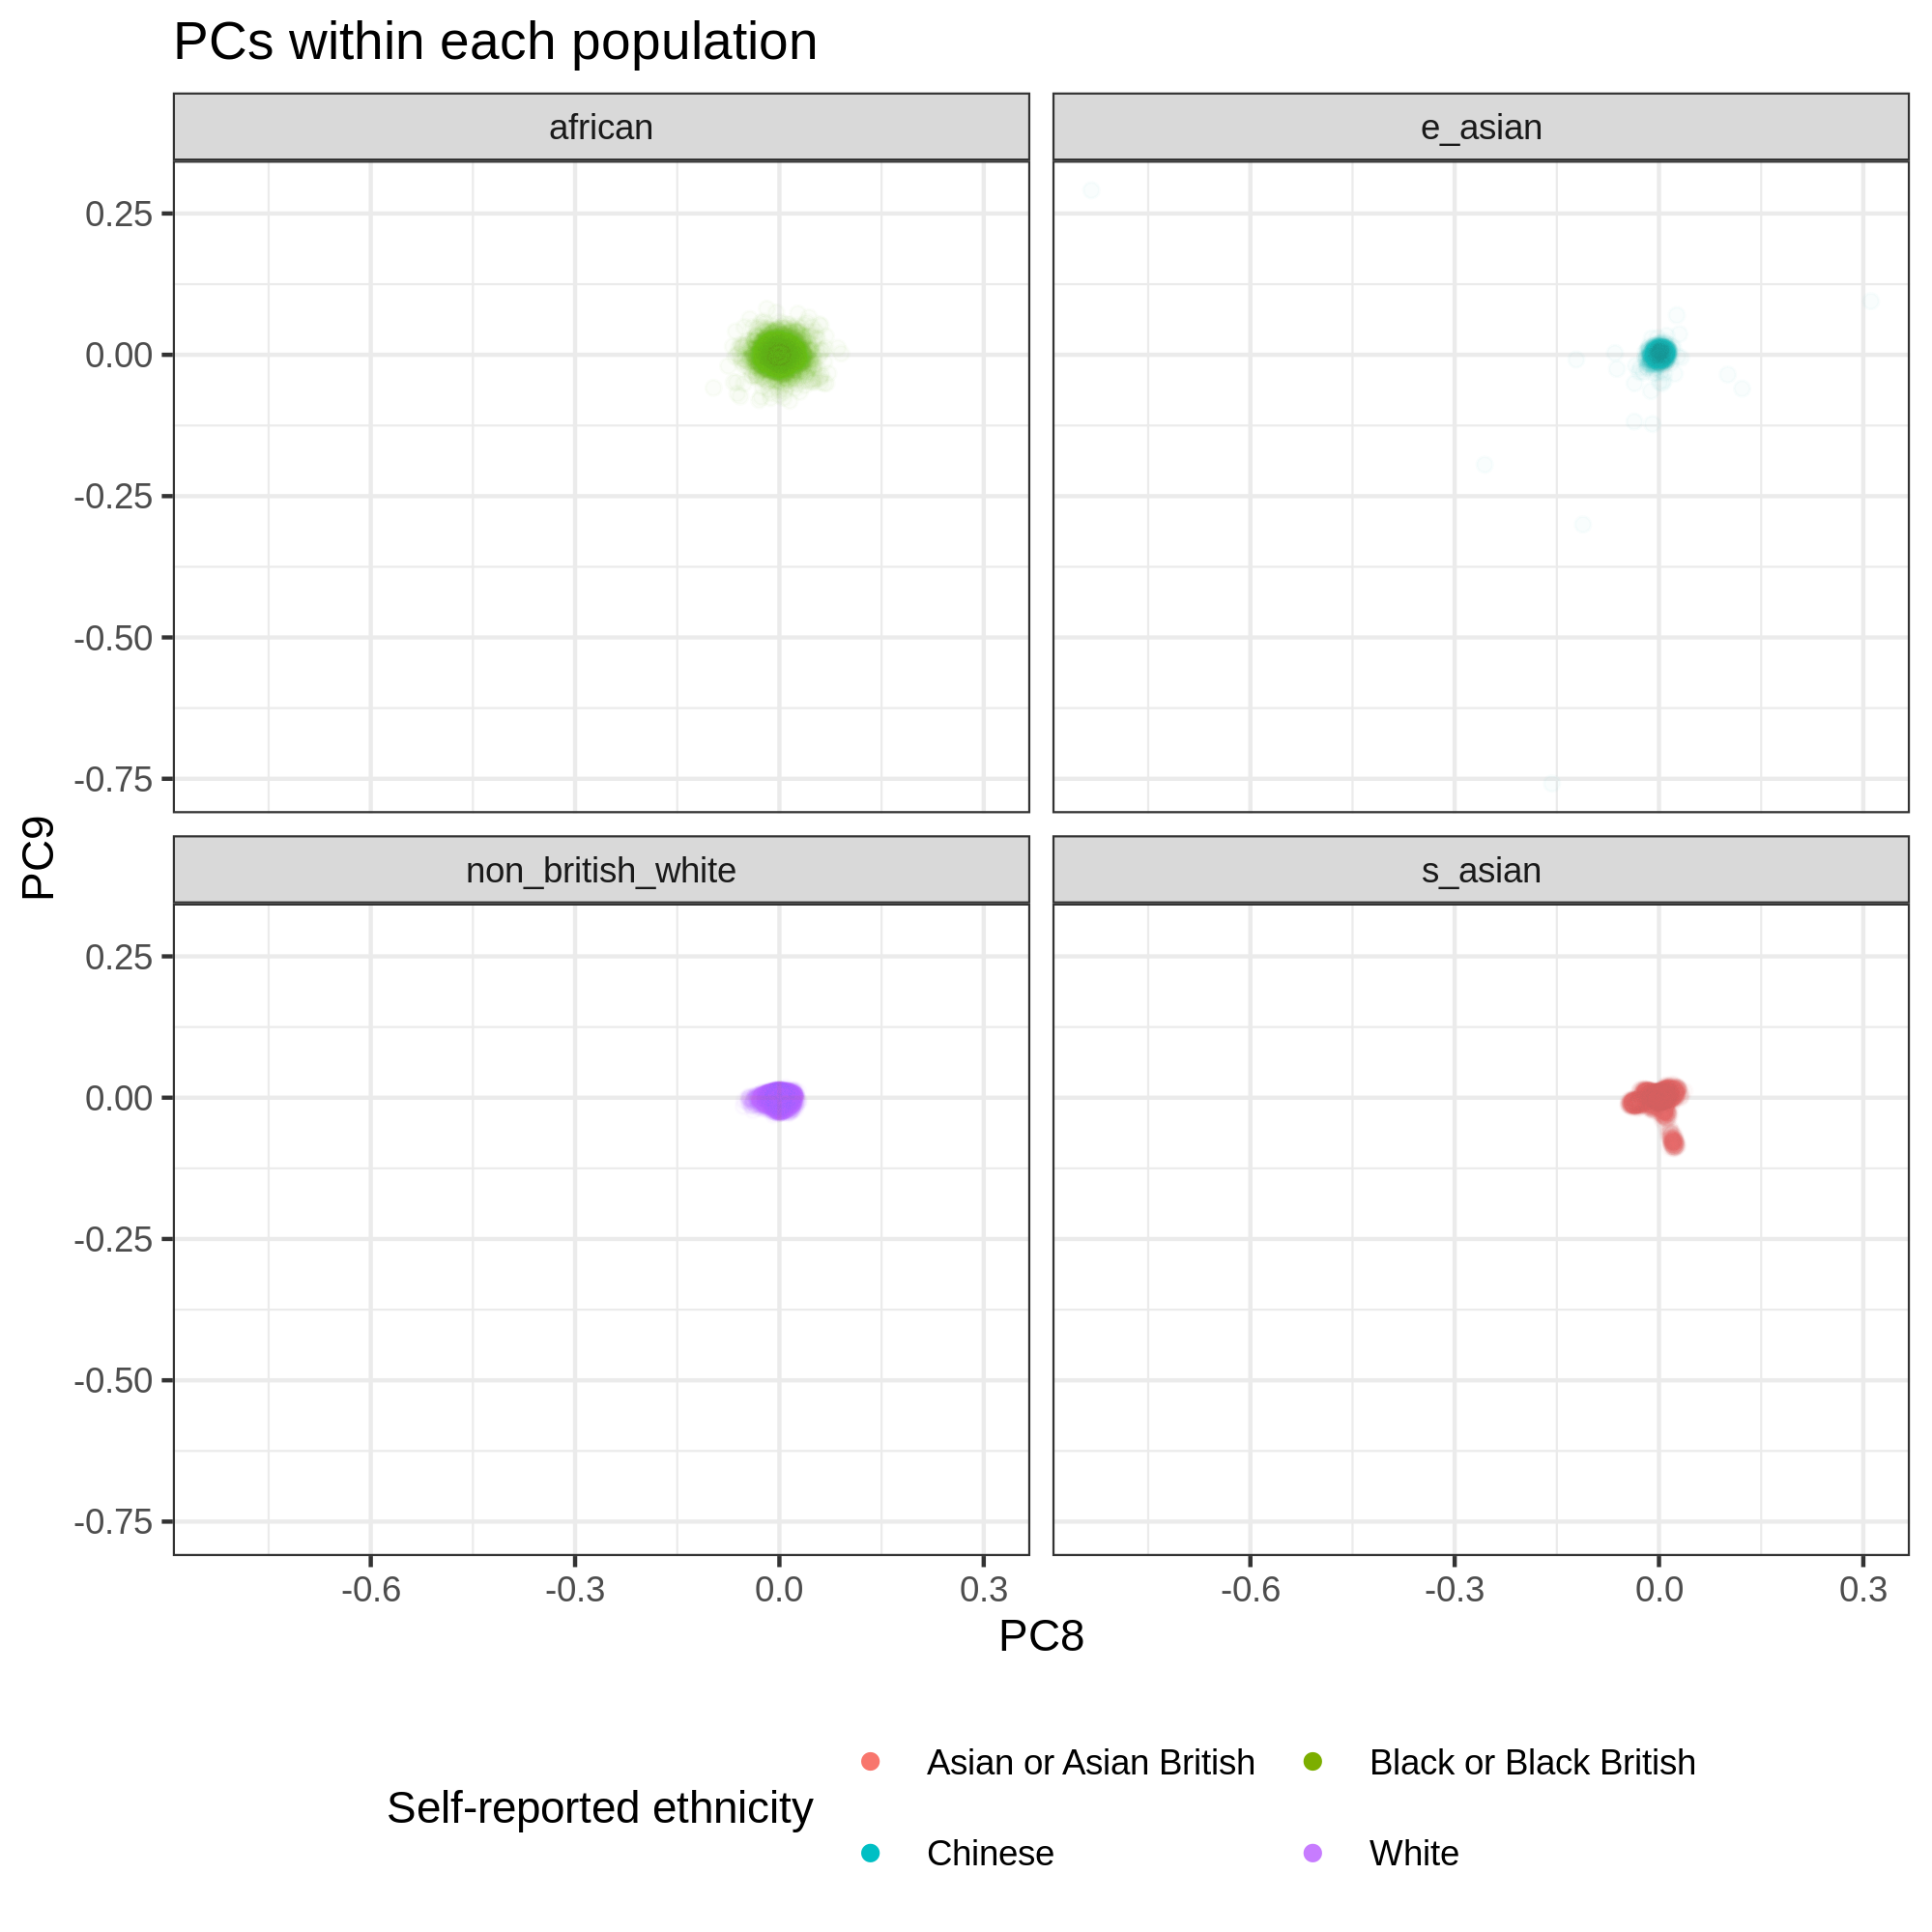 PCs within each population
african
e_asian
0.25
0.00
-0.25
-0.50
-0.75
PC9
non_british_white
s_asian
0.25
0.00
-0.25
-0.50
-0.75
-0.6 -0.3 0.0 0.3 -0.6 -0.3 0.0 0.3
PC8
Self-reported ethnicity
Asian or Asian British
Black or Black British
Chinese
White